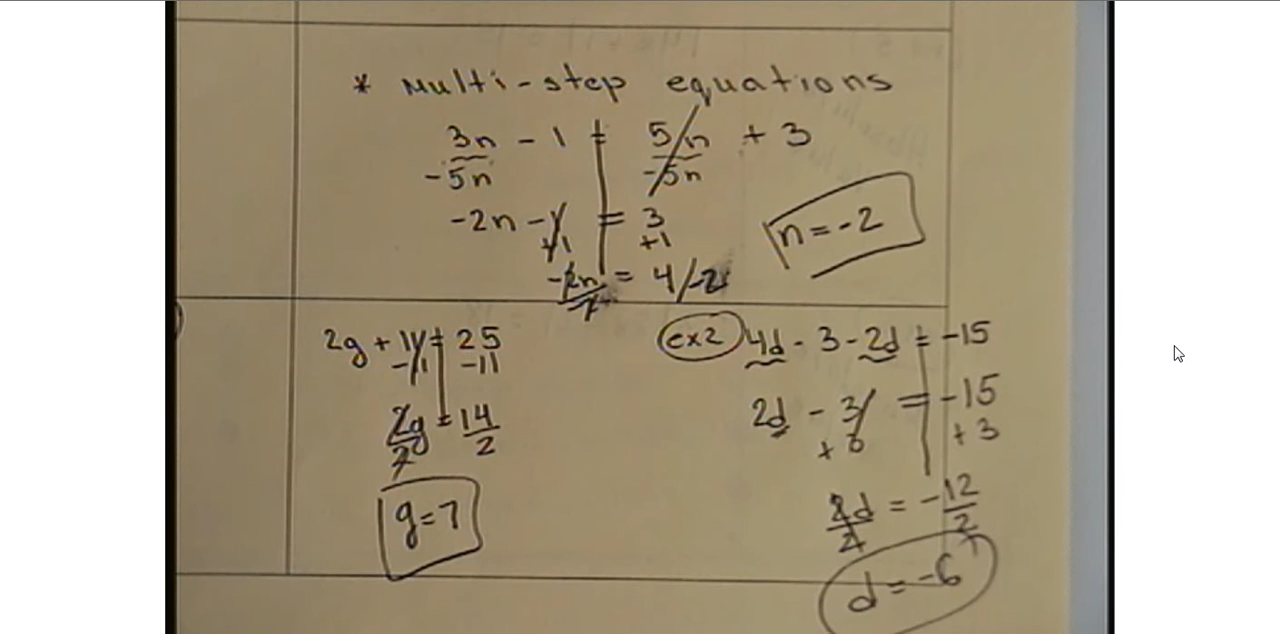 * Multi-step equations
3n - 1 = 5n + 3
-5n -5n
-2n - 1 = 3
+1 +1
-2n = 4/-2
n = -2
2g + 11 = 25
-11 -11
2g = 14
2 2
g = 7
ex2 4d - 3 - 2d = -15
2d - 3 = -15
+ 3 + 3
2d = -12
2 2
d = -6